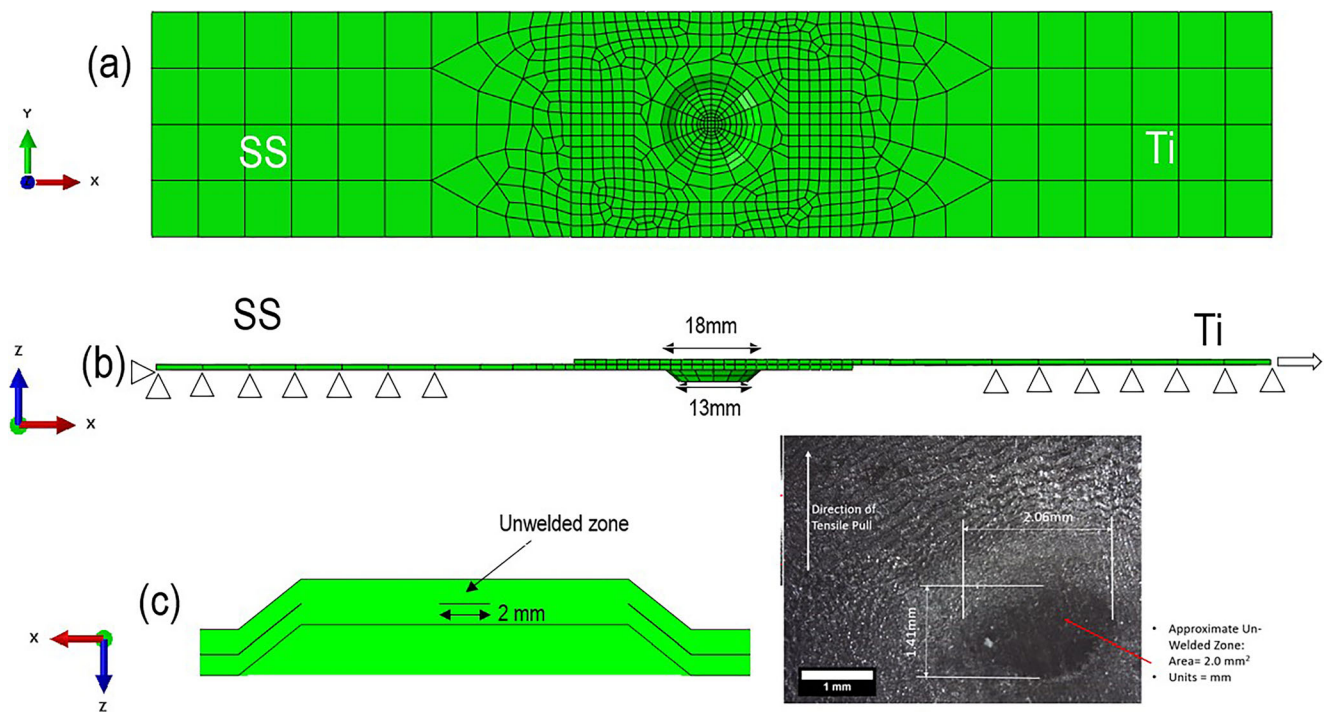 (a)
Y
X
SS
Ti
SS
Ti
18mm
Z
(b)
X
13mm
Unwelded zone
(c)
2 mm
X
Z
Direction of
Tensile Pull
2.06mm
1.41mm
1 mm
• Approximate Un-
Welded Zone:
Area= 2.0 mm²
• Units = mm